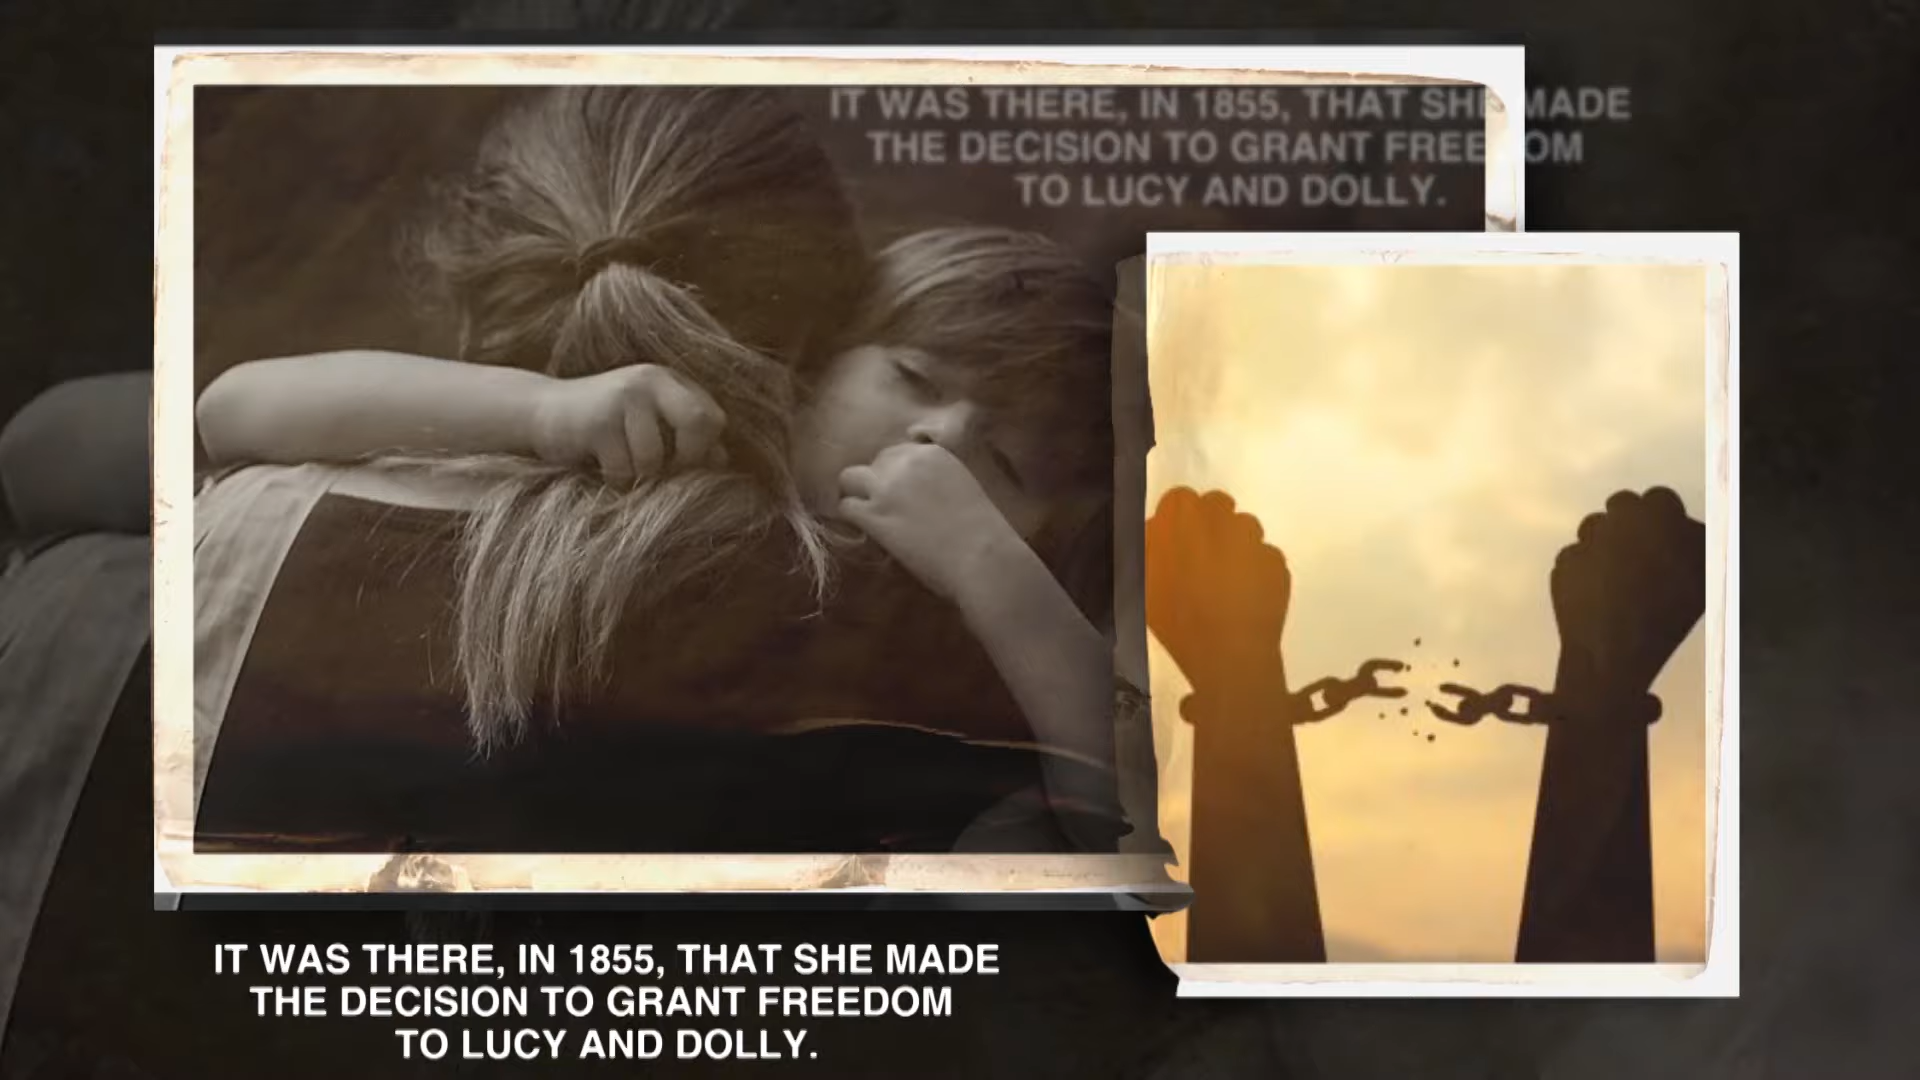 IT WAS THERE, IN 1855, THAT SHE MADE
THE DECISION TO GRANT FREEDOM
TO LUCY AND DOLLY.
IT WAS THERE, IN 1855, THAT SHE MADE
THE DECISION TO GRANT FREEDOM
TO LUCY AND DOLLY.